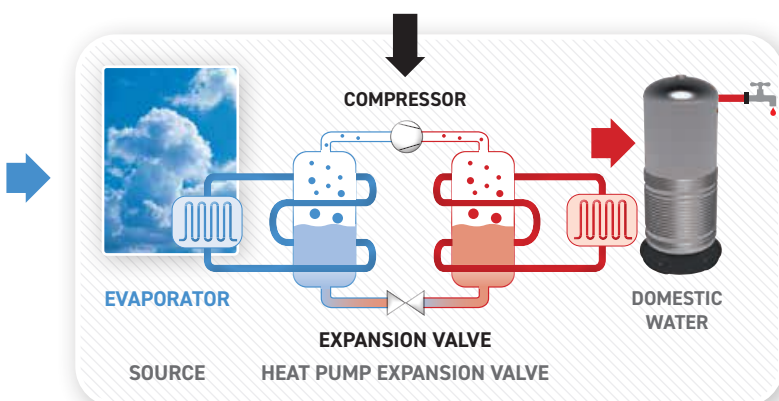 COMPRESSOR
EVAPORATOR
EXPANSION VALVE
DOMESTIC
WATER
SOURCE
HEAT PUMP EXPANSION VALVE